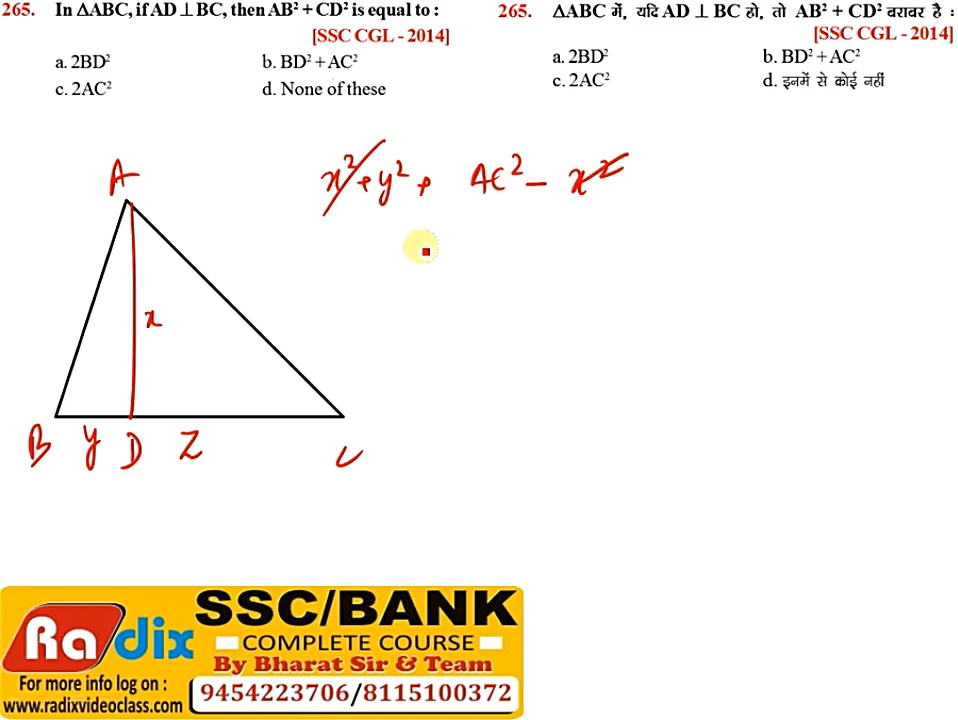 265. In ΔABC, if AD ⊥ BC, then AB² + CD² is equal to :
[SSC CGL - 2014]
a. 2BD² b. BD² + AC²
c. 2AC² d. None of these
265. ΔABC में, यदि AD ⊥ BC हो, तो AB² + CD² बराबर है :
[SSC CGL - 2014]
a. 2BD² b. BD² + AC²
c. 2AC² d. इनमें से कोई नहीं
x² + y² + AC² - x²
A
x
B y D z C
Radix
SSC/BANK
COMPLETE COURSE
By Bharat Sir & Team
For more info log on :
www.radixvideoclass.com
9454223706/8115100372